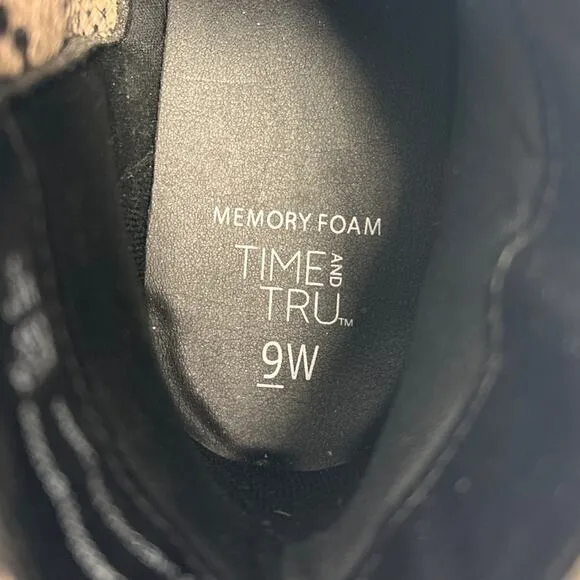 MEMORY FOAM
TIME AND
TRU™
9W